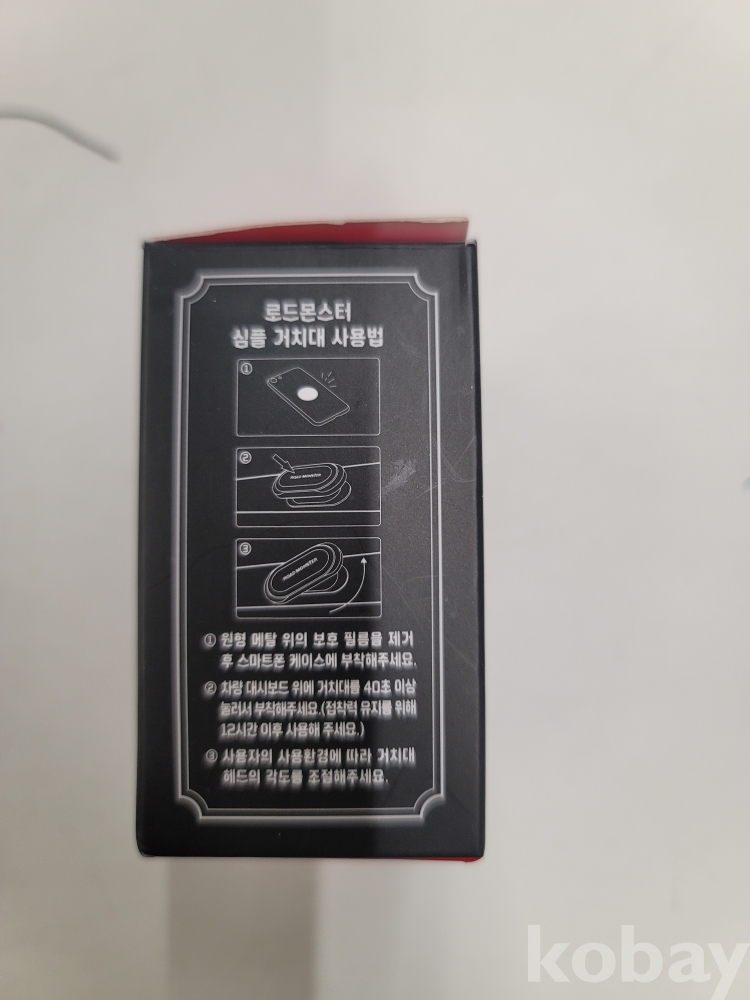 로드몬스터
심플 거치대 사용법
①
②
ROAD MONSTER
③
ROAD MONSTER
① 원형 메탈 위의 보호 필름을 제거
후 스마트폰 케이스에 부착해주세요.
② 차량 대시보드 위에 거치대를 40초 이상
눌러서 부착해주세요.(접착력 유지를 위해
12시간 이후 사용해 주세요.)
③ 사용자의 사용환경에 따라 거치대
헤드의 각도를 조절해주세요.
kobay